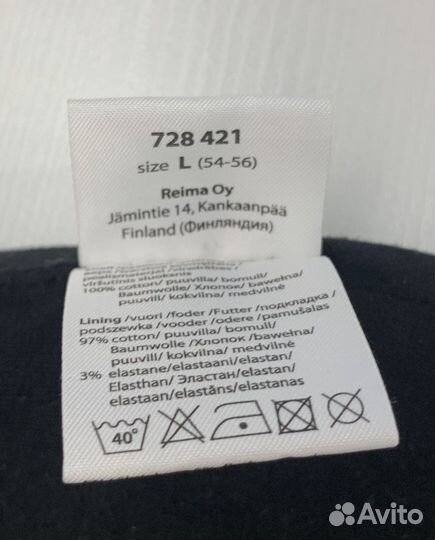 728 421
size L (54-56)
Reima Oy
Jämintie 14, Kankaanpää
Finland (Финляндия)
viršutinis sluoksnis
100% cotton/ puuvilla/ bomull/
Baumwolle /Хлопок /bawełna/
puuvill/ kokvilna/ medvilnė
Lining /vuori /foder /Futter /подкладка /
podszewka/ vooder /odere/ pamušalas
97% cotton/ puuvilla/ bomull/
Baumwolle /Хлопок /bawełna/
puuvill/ kokvilna/ medvilnė
3% elastane/elastaani/elastan/
Elasthan/ Эластан/elastan/
elastaan/elastāns/elastanas
40°
Avito